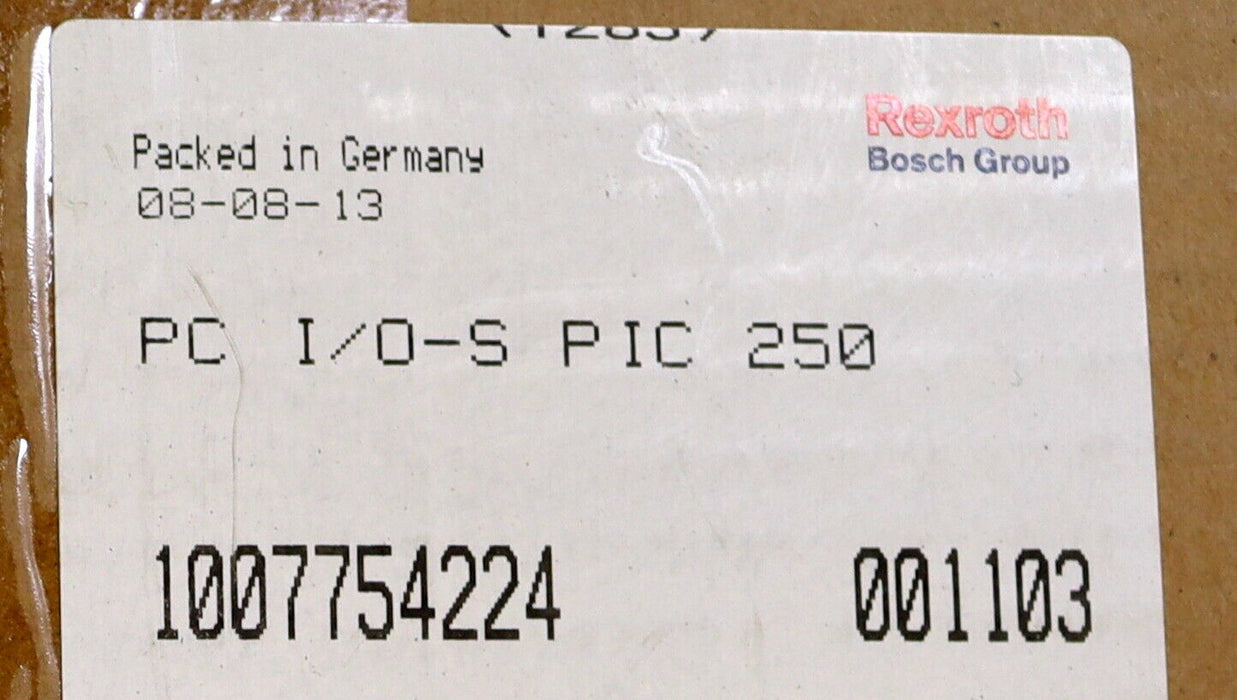 Rexroth
Bosch Group
Packed in Germany
08-08-13
PC I/O-S PIC 250
1007754224 001103